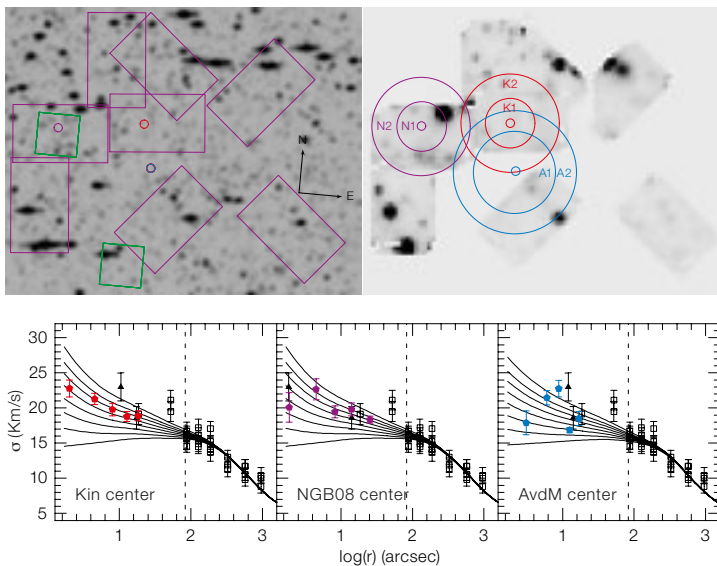 N
E
K2
K1
N2
N1
A1
A2
30
25
20
15
10
5
σ (Km/s)
Kin center
NGB08 center
AvdM center
1 2 3 1 2 3 1 2 3
log(r) (arcsec)